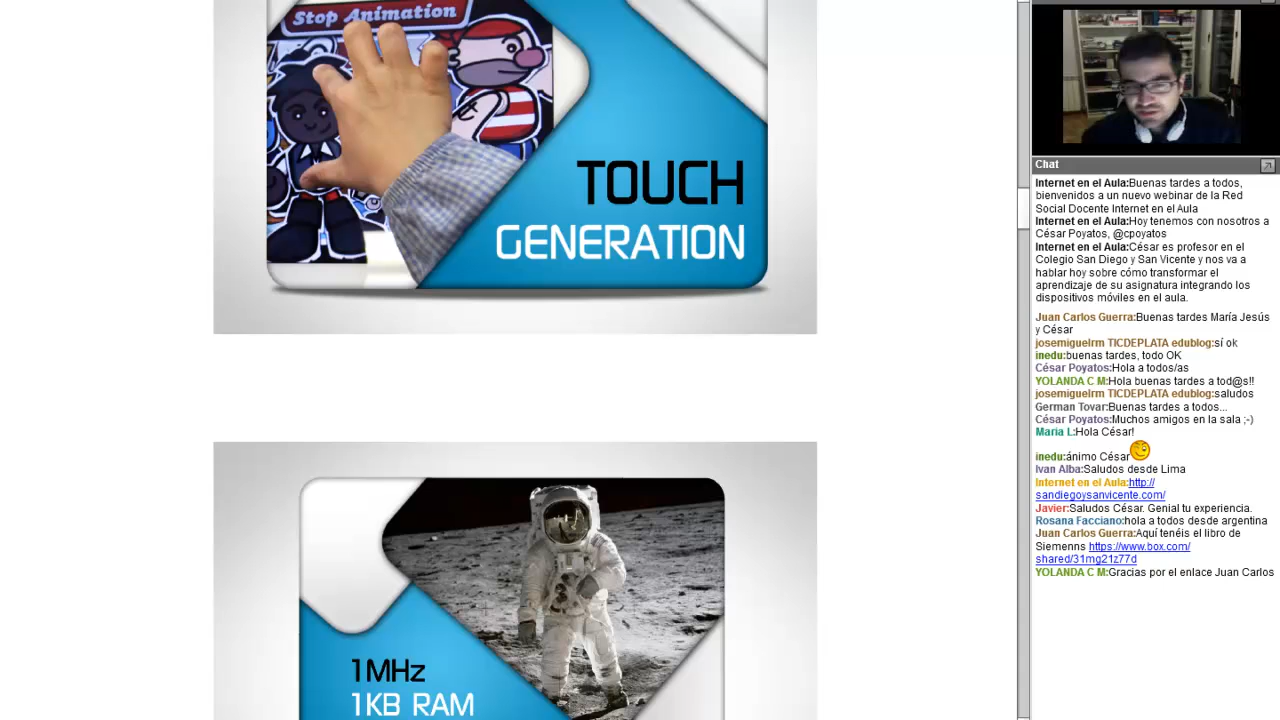 Stop Animation
TOUCH
GENERATION
1MHz
1KB RAM
Chat
Internet en el Aula:Buenas tardes a todos,
bienvenidos a un nuevo webinar de la Red
Social Docente Internet en el Aula
Internet en el Aula:Hoy tenemos con nosotros a
César Poyatos, @cpoyatos
Internet en el Aula:César es profesor en el
Colegio San Diego y San Vicente y nos va a
hablar hoy sobre cómo transformar el
aprendizaje de su asignatura integrando los
dispositivos móviles en el aula.
Juan Carlos Guerra:Buenas tardes María Jesús
y César
josemiguelrm TICDEPLATA edublog:sí ok
inedu:buenas tardes, todo OK
César Poyatos:Hola a todos/as
YOLANDA C M:Hola buenas tardes a tod@s!!
josemiguelrm TICDEPLATA edublog:saludos
German Tovar:Buenas tardes a todos...
César Poyatos:Muchos amigos en la sala ;-)
Maria L:Hola César!
inedu:ánimo César
Ivan Alba:Saludos desde Lima
Internet en el Aula:http://
sandiegoysanvicente.com/
Javier:Saludos César. Genial tu experiencia.
Rosana Facciano:hola a todos desde argentina
Juan Carlos Guerra:Aquí tenéis el libro de
Siemenns https://www.box.com/
shared/31mg21z77d
YOLANDA C M:Gracias por el enlace Juan Carlos